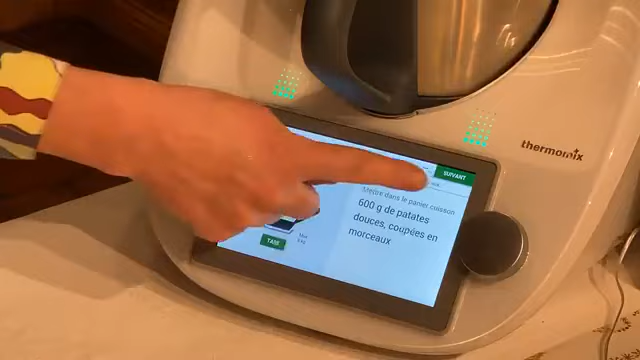 thermomix
SUIVANT
Mettre dans le panier cuisson
600 g de patates
douces, coupées en
morceaux
TARE